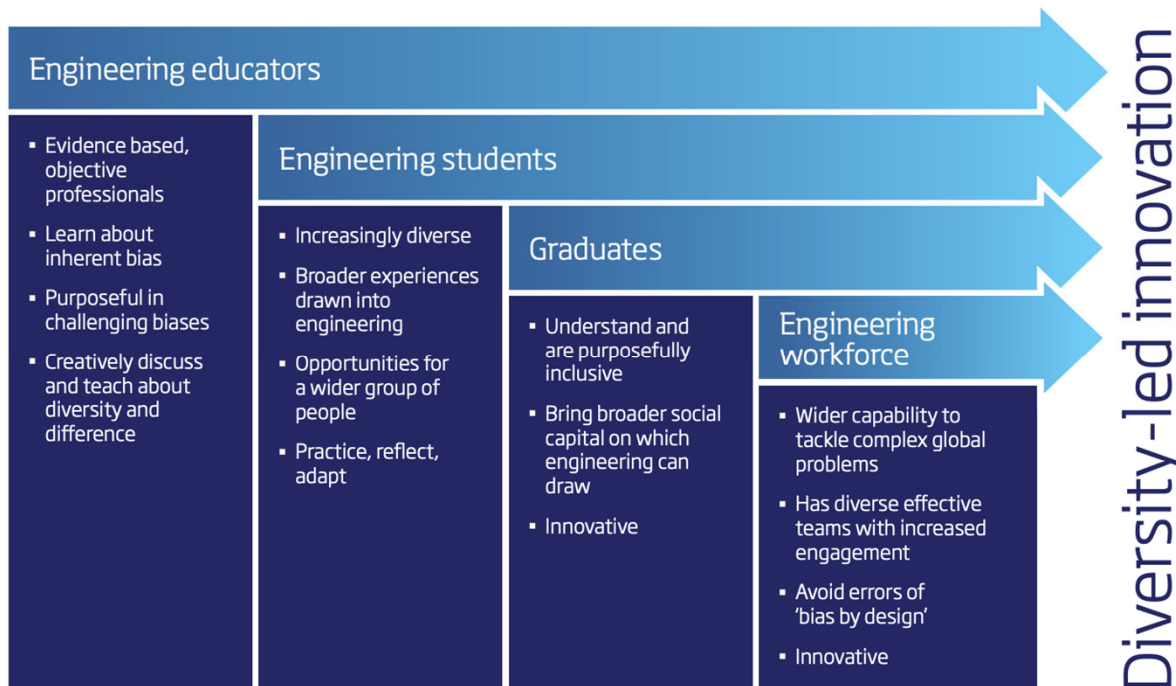 Engineering educators
▪ Evidence based,
objective
professionals
▪ Learn about
inherent bias
▪ Purposeful in
challenging biases
▪ Creatively discuss
and teach about
diversity and
difference
Engineering students
▪ Increasingly diverse
▪ Broader experiences
drawn into
engineering
▪ Opportunities for
a wider group of
people
▪ Practice, reflect,
adapt
Graduates
▪ Understand and
are purposefully
inclusive
▪ Bring broader social
capital on which
engineering can
draw
▪ Innovative
Engineering
workforce
▪ Wider capability to
tackle complex global
problems
▪ Has diverse effective
teams with increased
engagement
▪ Avoid errors of
‘bias by design’
▪ Innovative
Diversity-led innovation